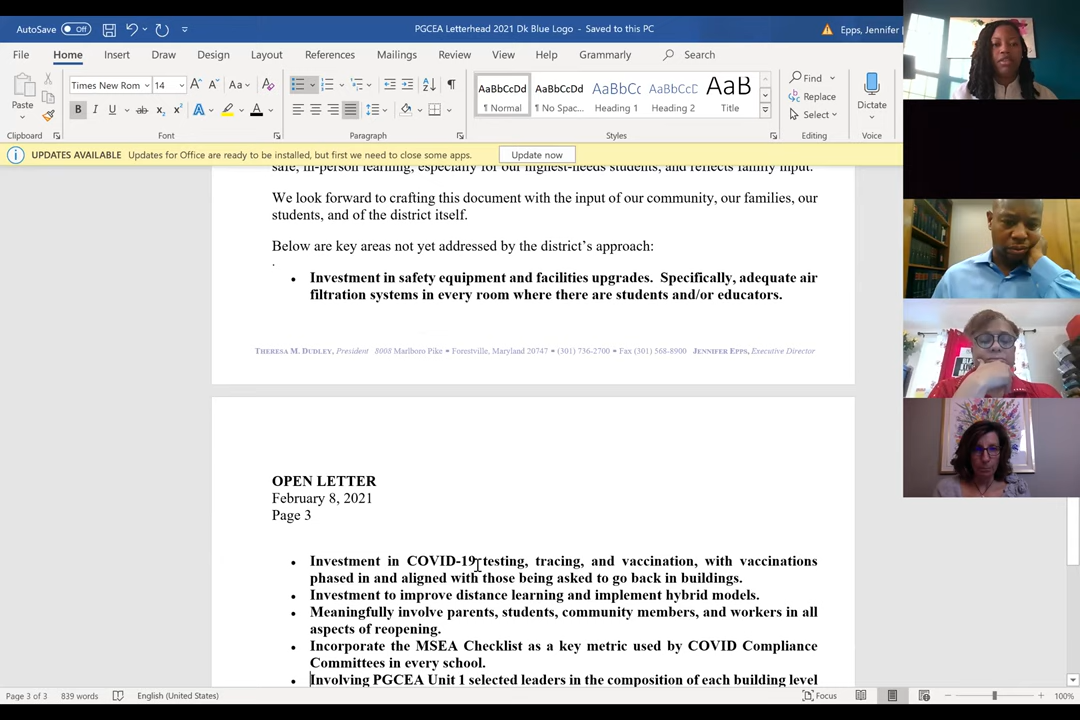 AutoSave Off PGCEA Letterhead 2021 Dk Blue Logo - Saved to this PC Epps, Jennifer
File Home Insert Draw Design Layout References Mailings Review View Help Grammarly Search
Paste
Times New Rom 14 Aa
B I U ab x₂ x² A A
AaBbCcDd AaBbCcDd AaBbCc AaBbCcD AaB
¶ Normal ¶ No Spac... Heading 1 Heading 2 Title
Find
Replace
Select
Dictate
Clipboard Font Paragraph Styles Editing Voice
UPDATES AVAILABLE Updates for Office are ready to be installed, but first we need to close some apps. Update now
safe, in-person learning, especially for our highest-needs students, and reflects family input.
We look forward to crafting this document with the input of our community, our families, our
students, and of the district itself.
Below are key areas not yet addressed by the district's approach:
.
• Investment in safety equipment and facilities upgrades. Specifically, adequate air
filtration systems in every room where there are students and/or educators.
THERESA M. DUDLEY, President 8008 Marlboro Pike • Forestville, Maryland 20747 • (301) 736-2700 • Fax (301) 568-8900 JENNIFER EPPS, Executive Director
OPEN LETTER
February 8, 2021
Page 3
• Investment in COVID-19 testing, tracing, and vaccination, with vaccinations
phased in and aligned with those being asked to go back in buildings.
• Investment to improve distance learning and implement hybrid models.
• Meaningfully involve parents, students, community members, and workers in all
aspects of reopening.
• Incorporate the MSEA Checklist as a key metric used by COVID Compliance
Committees in every school.
• Involving PGCEA Unit 1 selected leaders in the composition of each building level
Page 3 of 3 839 words English (United States) Focus 100%